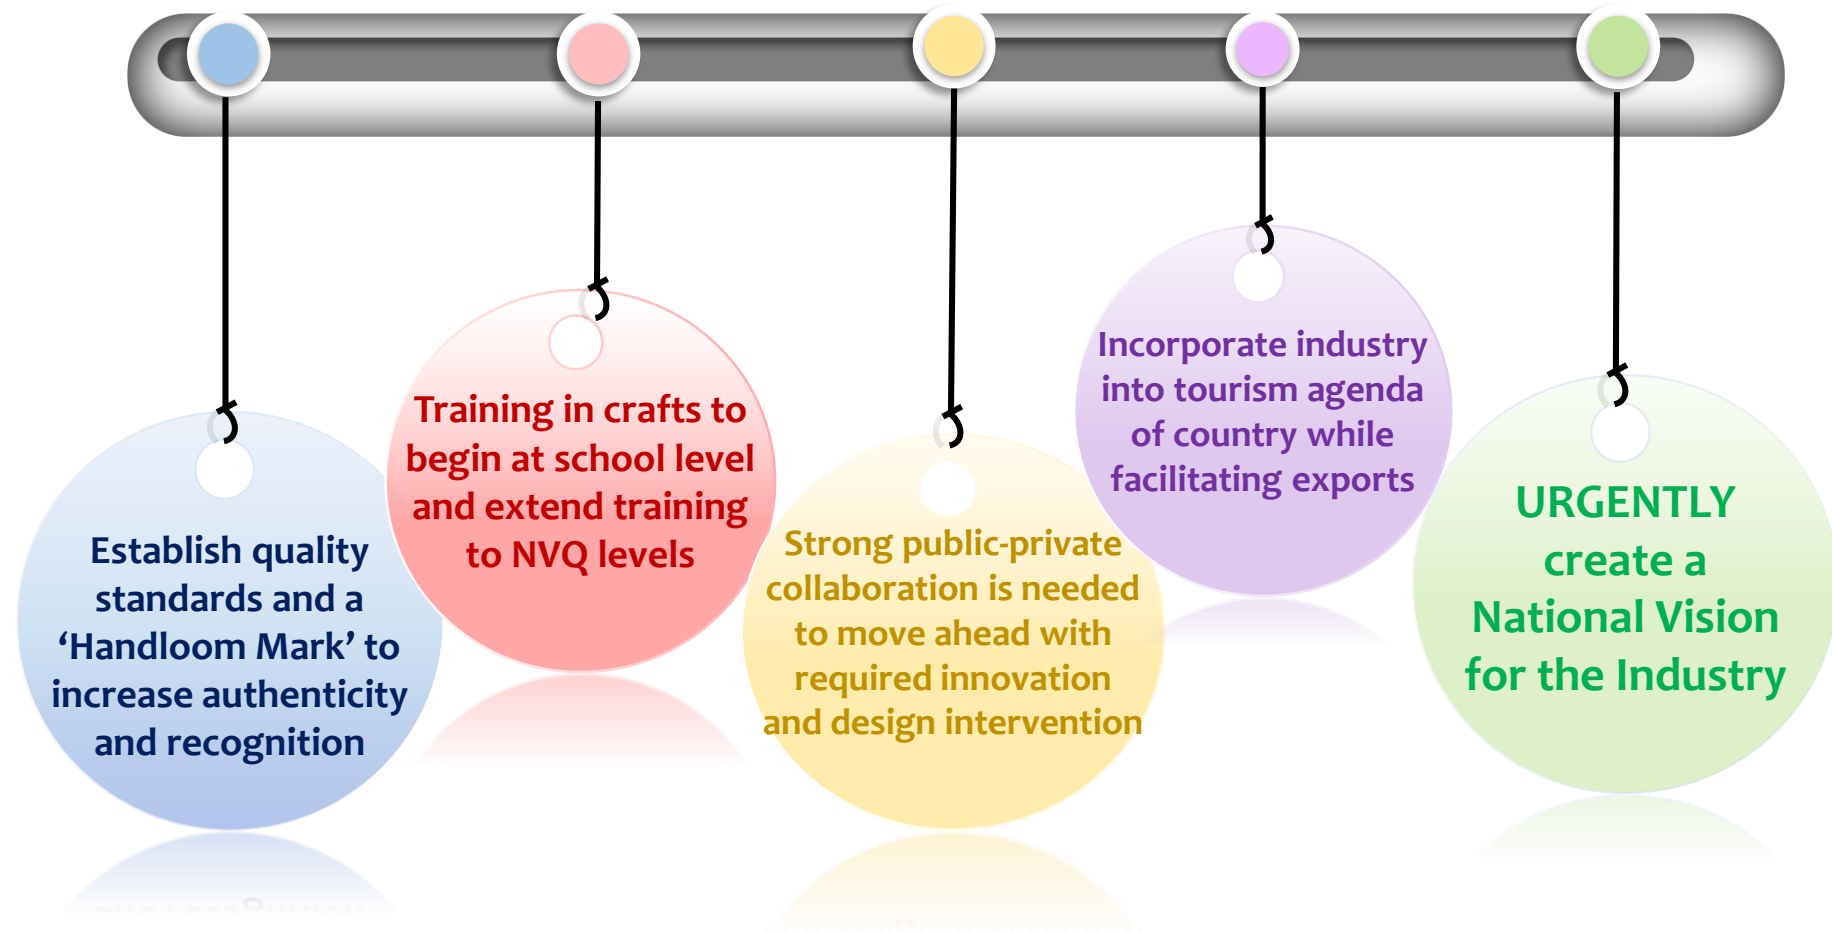 Establish quality
standards and a
‘Handloom Mark’ to
increase authenticity
and recognition
Training in crafts to
begin at school level
and extend training
to NVQ levels
Strong public-private
collaboration is needed
to move ahead with
required innovation
and design intervention
Incorporate industry
into tourism agenda
of country while
facilitating exports
URGENTLY
create a
National Vision
for the Industry